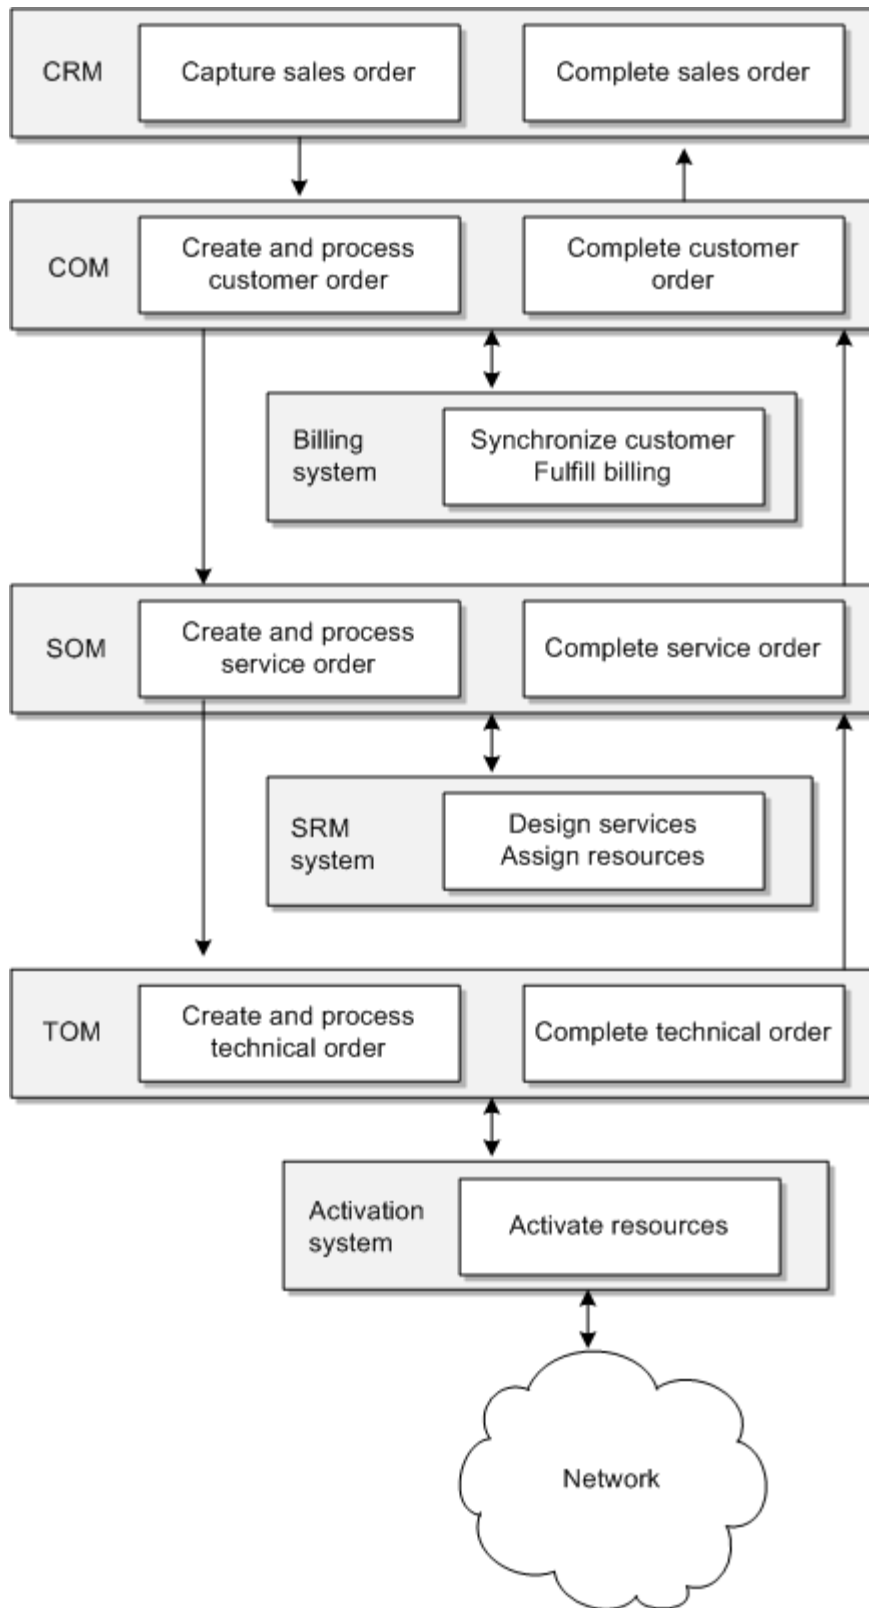 CRM
Capture sales order
Complete sales order
COM
Create and process
customer order
Complete customer
order
Billing
system
Synchronize customer
Fulfill billing
SOM
Create and process
service order
Complete service order
SRM
system
Design services
Assign resources
TOM
Create and process
technical order
Complete technical order
Activation
system
Activate resources
Network